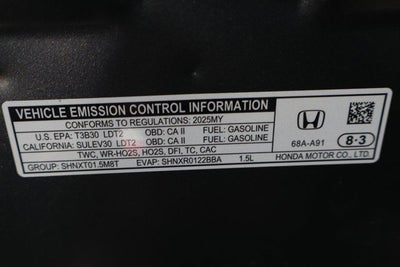 VEHICLE EMISSION CONTROL INFORMATION
CONFORMS TO REGULATIONS: 2025MY
U.S. EPA: T3B30 LDT2 OBD: CA II FUEL: GASOLINE
CALIFORNIA: SULEV30 LDT2 OBD: CA II FUEL: GASOLINE
TWC, WR-HO2S, HO2S, DFI, TC, CAC
GROUP: SHNXT01.5M8T EVAP: SHNXR0122BBA 1.5L
68A-A91 8-3
HONDA MOTOR CO., LTD.